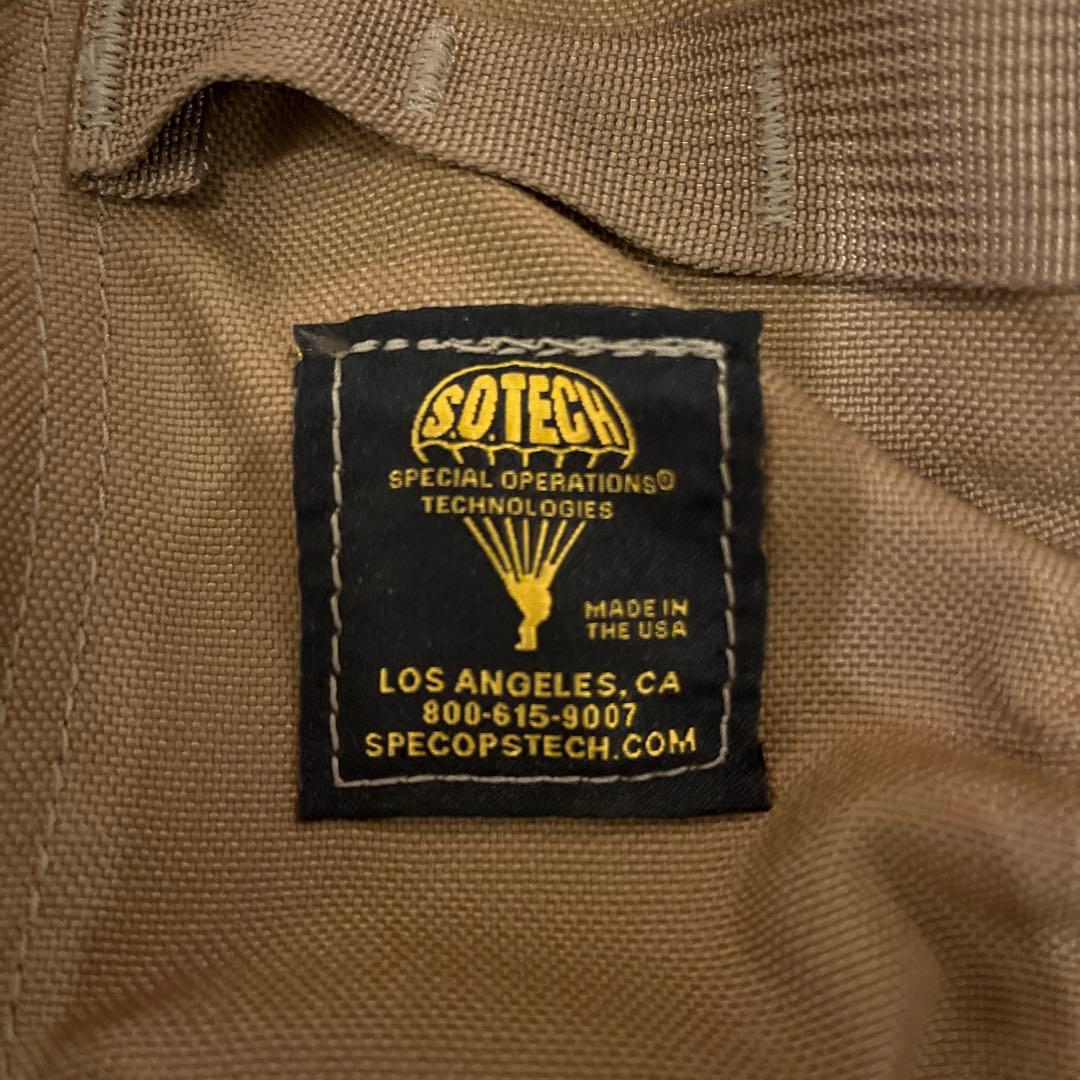 S.O.TECH
SPECIAL OPERATIONS®
TECHNOLOGIES
MADE IN
THE USA
LOS ANGELES, CA
800-615-9007
SPECOPSTECH.COM